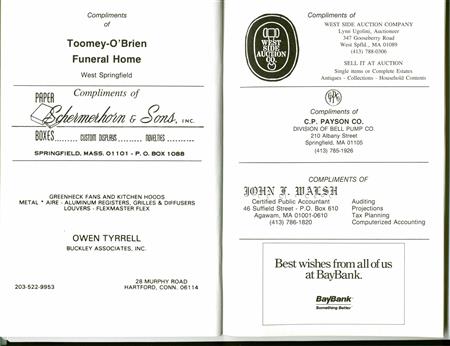 Compliments
of
Toomey-O'Brien
Funeral Home
West Springfield
Compliments of
PAPER
Schermerhorn & Sons, INC.
BOXES......... CUSTOM DISPLAYS......... NOVELTIES.........
SPRINGFIELD, MASS. 01101 - P. O. BOX 1088
GREENHECK FANS AND KITCHEN HOODS
METAL * AIRE - ALUMINUM REGISTERS, GRILLES & DIFFUSERS
LOUVERS - FLEXMASTER FLEX
OWEN TYRRELL
BUCKLEY ASSOCIATES, INC.
203-522-9953
28 MURPHY ROAD
HARTFORD, CONN. 06114
Compliments of
WEST
SIDE
AUCTION
CO.
WEST SIDE AUCTION COMPANY
Lynn Ugolini, Auctioneer
347 Gooseberry Road
West Spfld., MA 01089
(413) 788-0306
SELL IT AT AUCTION
Single items or Complete Estates
Antiques - Collections - Household Contents
Compliments of
C.P. PAYSON CO.
DIVISION OF BELL PUMP CO.
210 Albany Street
Springfield, MA 01105
(413) 785-1926
COMPLIMENTS OF
JOHN F. WALSH
Certified Public Accountant
46 Suffield Street - P.O. Box 610
Agawam, MA 01001-0610
(413) 786-1820
Auditing
Projections
Tax Planning
Computerized Accounting
Best wishes from all of us
at BayBank.
BayBank
Something Better